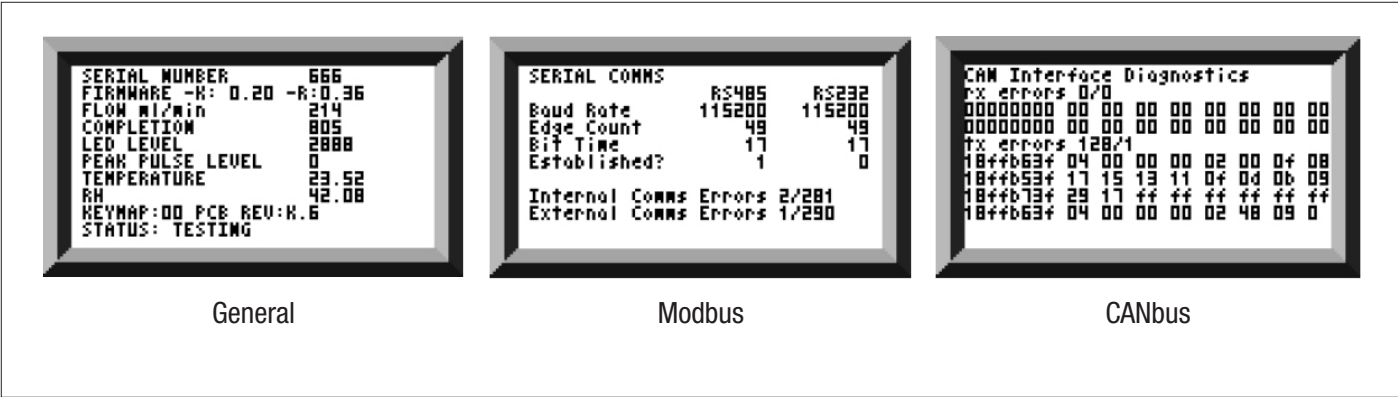 SERIAL NUMBER 666
FIRMWARE -K: 0.20 -R:0.36
FLOW ml/min 214
COMPLETION 805
LED LEVEL 2888
PEAK PULSE LEVEL 0
TEMPERATURE 23.52
RH 42.08
KEYMAP:00 PCB REV:K.6
STATUS: TESTING
General
SERIAL COMMS
RS485 RS232
Baud Rate 115200 115200
Edge Count 49 49
Bit Time 17 17
Established? 1 0
Internal Comms Errors 2/281
External Comms Errors 1/290
Modbus
CAN Interface Diagnostics
rx errors 0/0
00000000 00 00 00 00 00 00 00 00
00000000 00 00 00 00 00 00 00 00
tx errors 128/1
18ffb63f 04 00 00 00 02 00 0f 08
18ffb53f 17 15 13 11 0f 0d 0b 09
18ffb73f 29 17 ff ff ff ff ff ff
18ffb63f 04 00 00 00 02 48 09 0
CANbus